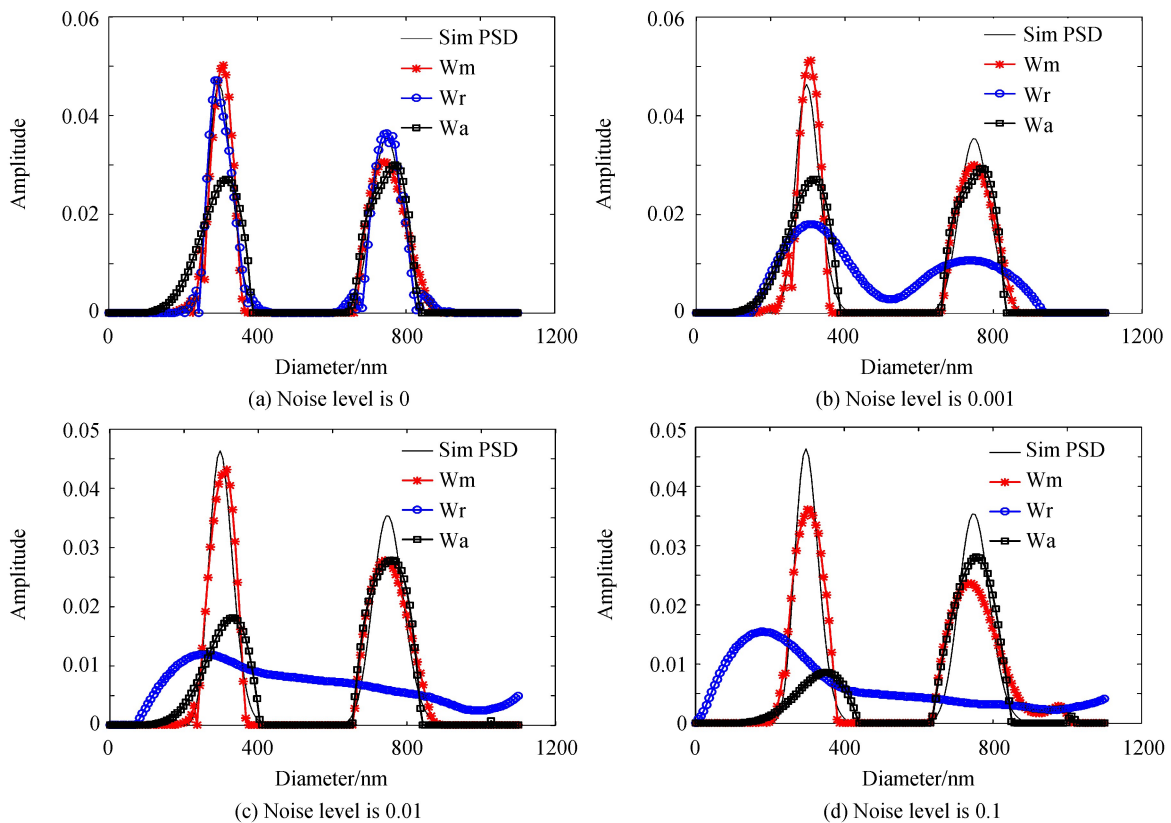 0.06
0.04
0.02
0
Amplitude
Sim PSD
Wm
Wr
Wa
0
400
800
1200
Diameter/nm
(a) Noise level is 0
0.06
0.04
0.02
0
Amplitude
Sim PSD
Wm
Wr
Wa
0
400
800
1200
Diameter/nm
(b) Noise level is 0.001
0.05
0.04
0.03
0.02
0.01
0
Amplitude
Sim PSD
Wm
Wr
Wa
0
400
800
1200
Diameter/nm
(c) Noise level is 0.01
0.05
0.04
0.03
0.02
0.01
0
Amplitude
Sim PSD
Wm
Wr
Wa
0
400
800
1200
Diameter/nm
(d) Noise level is 0.1